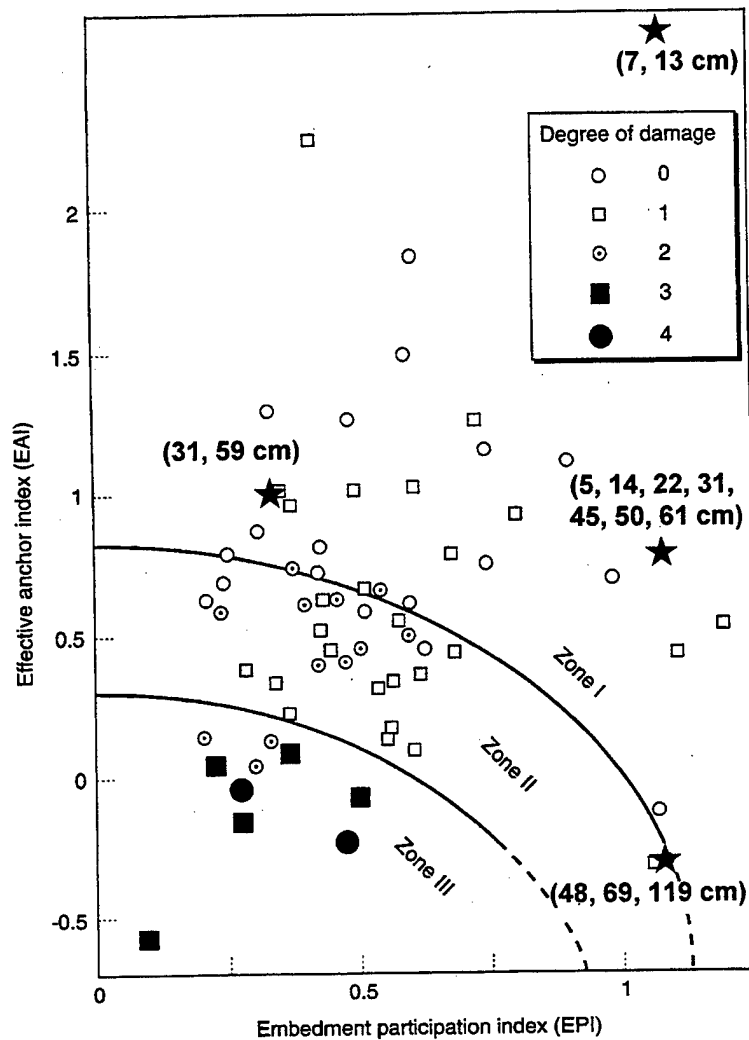 (7, 13 cm)
Degree of damage
0
1
2
3
4
2
1.5
(31, 59 cm)
1
(5, 14, 22, 31,
45, 50, 61 cm)
Effective anchor index (EAI)
0.5
Zone I
Zone II
0
Zone III
(48, 69, 119 cm)
-0.5
0
0.5
1
Embedment participation index (EPI)